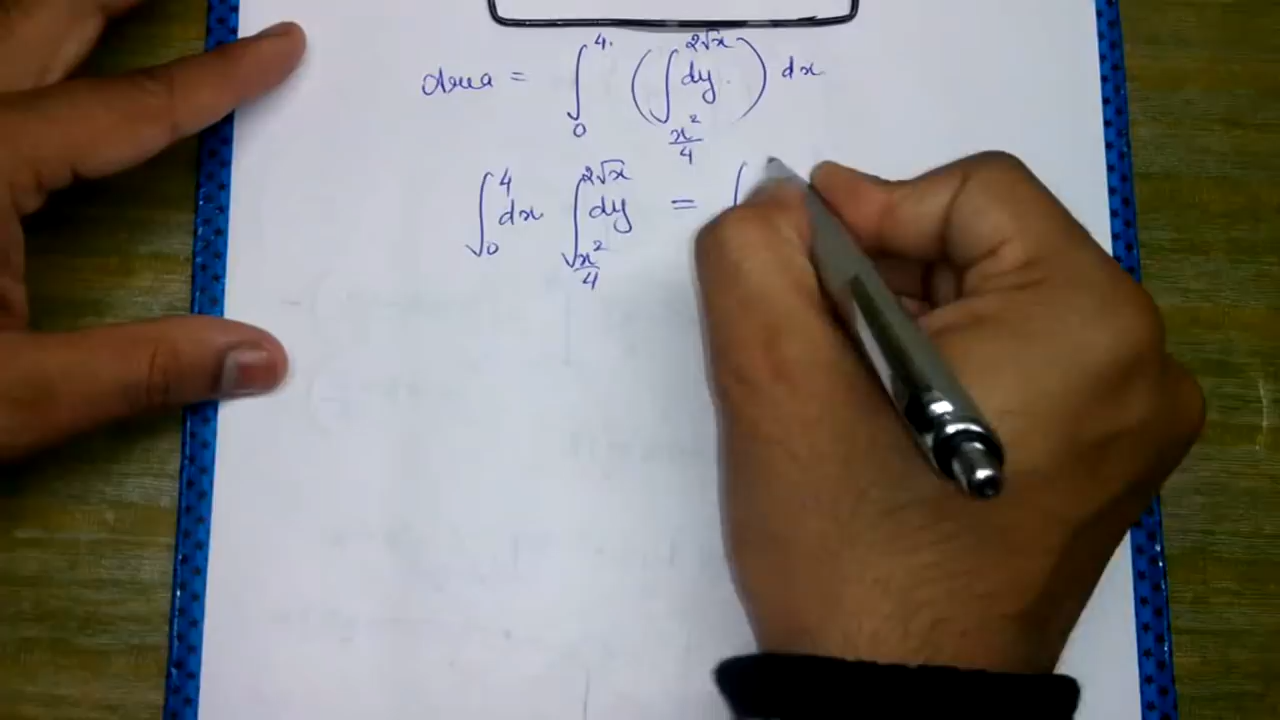 Area = ∫₀⁴ ( ∫_{x²/4}^{2√x} dy. ) dx
∫₀⁴ dx ∫_{x²/4}^{2√x} dy = ∫